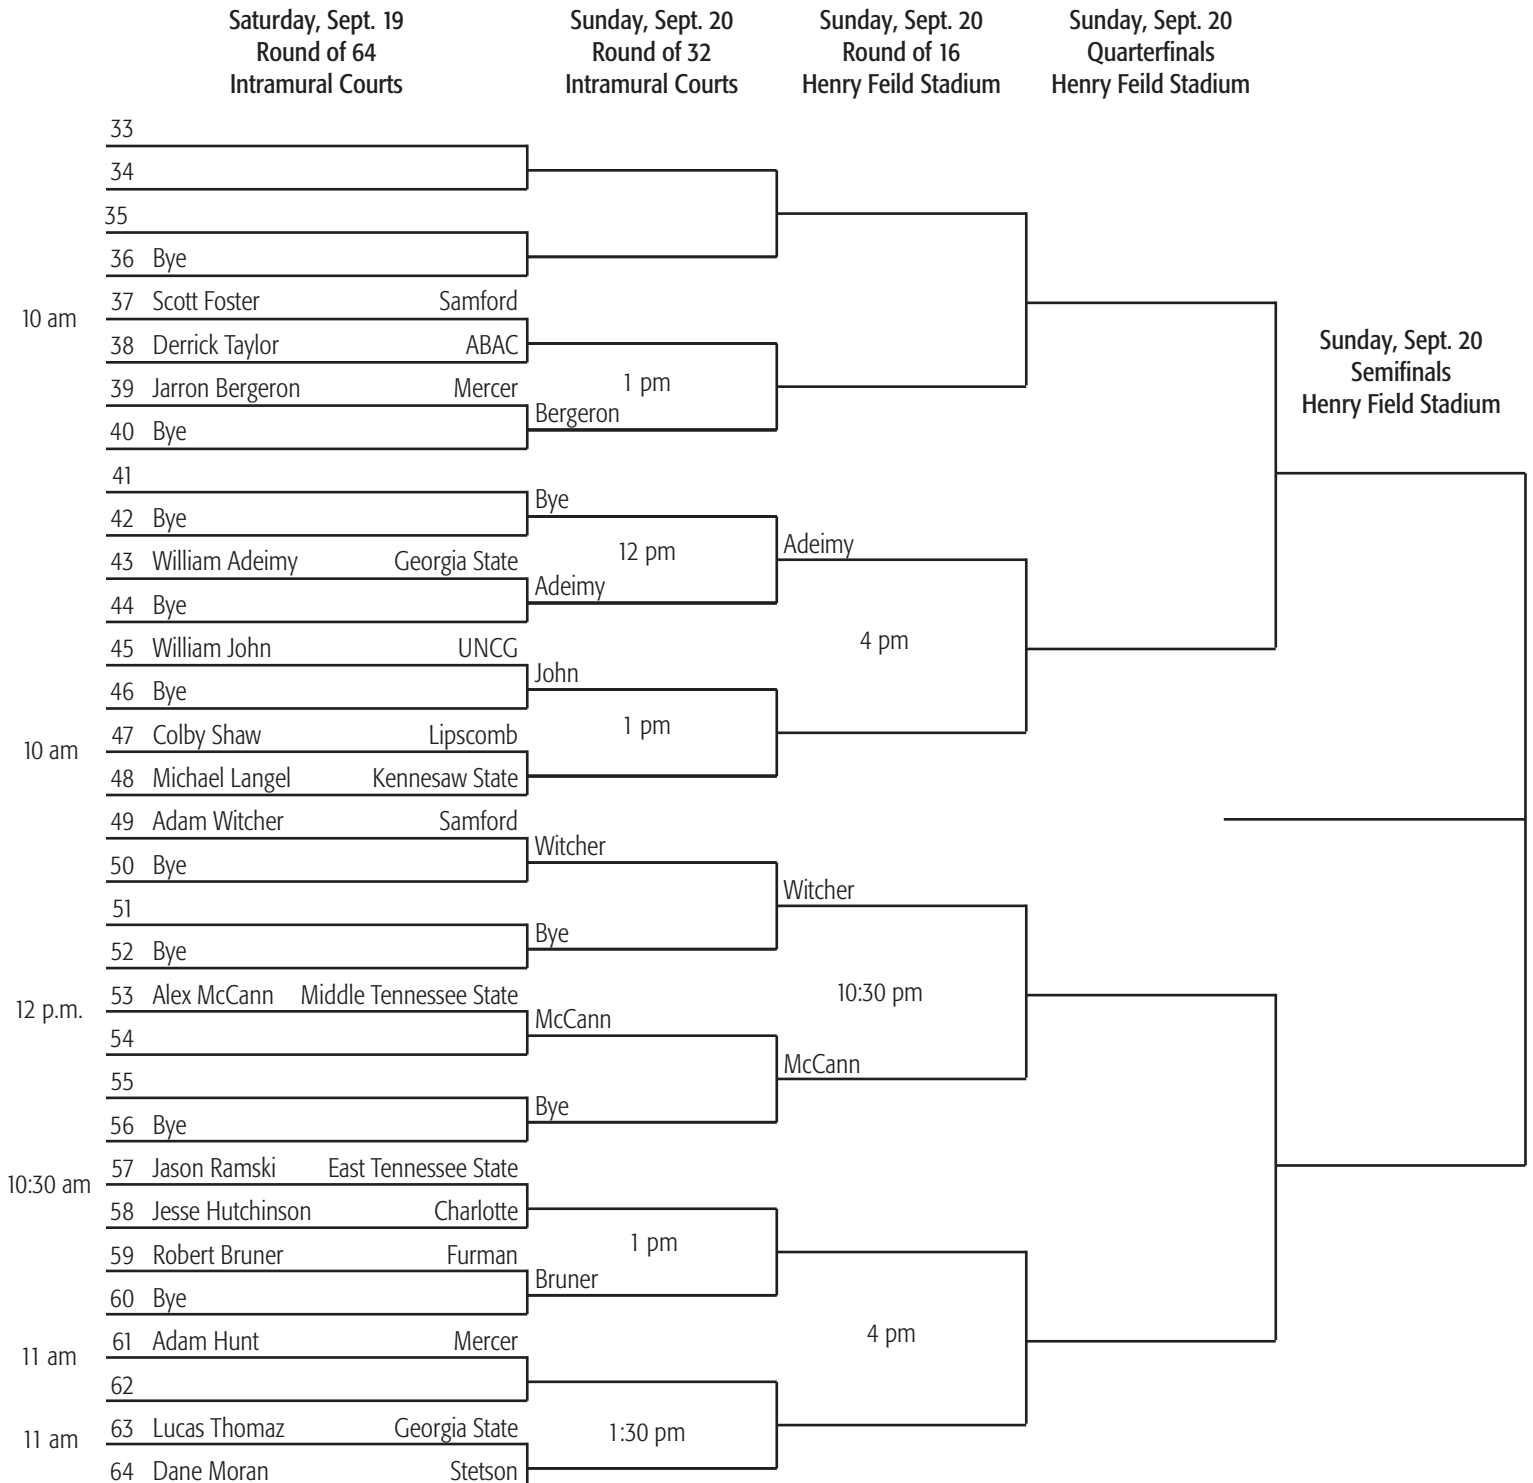 Saturday, Sept. 19
Round of 64
Intramural Courts
Sunday, Sept. 20
Round of 32
Intramural Courts
Sunday, Sept. 20
Round of 16
Henry Feild Stadium
Sunday, Sept. 20
Quarterfinals
Henry Feild Stadium
Sunday, Sept. 20
Semifinals
Henry Field Stadium
33
34
35
36 Bye
10 am
37 Scott Foster Samford
38 Derrick Taylor ABAC
39 Jarron Bergeron Mercer
40 Bye
41
42 Bye
43 William Adeimy Georgia State
44 Bye
45 William John UNCG
46 Bye
10 am
47 Colby Shaw Lipscomb
48 Michael Langel Kennesaw State
49 Adam Witcher Samford
50 Bye
51
52 Bye
12 p.m.
53 Alex McCann Middle Tennessee State
54
55
56 Bye
10:30 am
57 Jason Ramski East Tennessee State
58 Jesse Hutchinson Charlotte
59 Robert Bruner Furman
60 Bye
11 am
61 Adam Hunt Mercer
62
11 am
63 Lucas Thomaz Georgia State
64 Dane Moran Stetson
1 pm
Bergeron
Bye
12 pm
Adeimy
John
1 pm
Witcher
Bye
McCann
Bye
1 pm
Bruner
1:30 pm
Adeimy
4 pm
Witcher
10:30 pm
McCann
4 pm